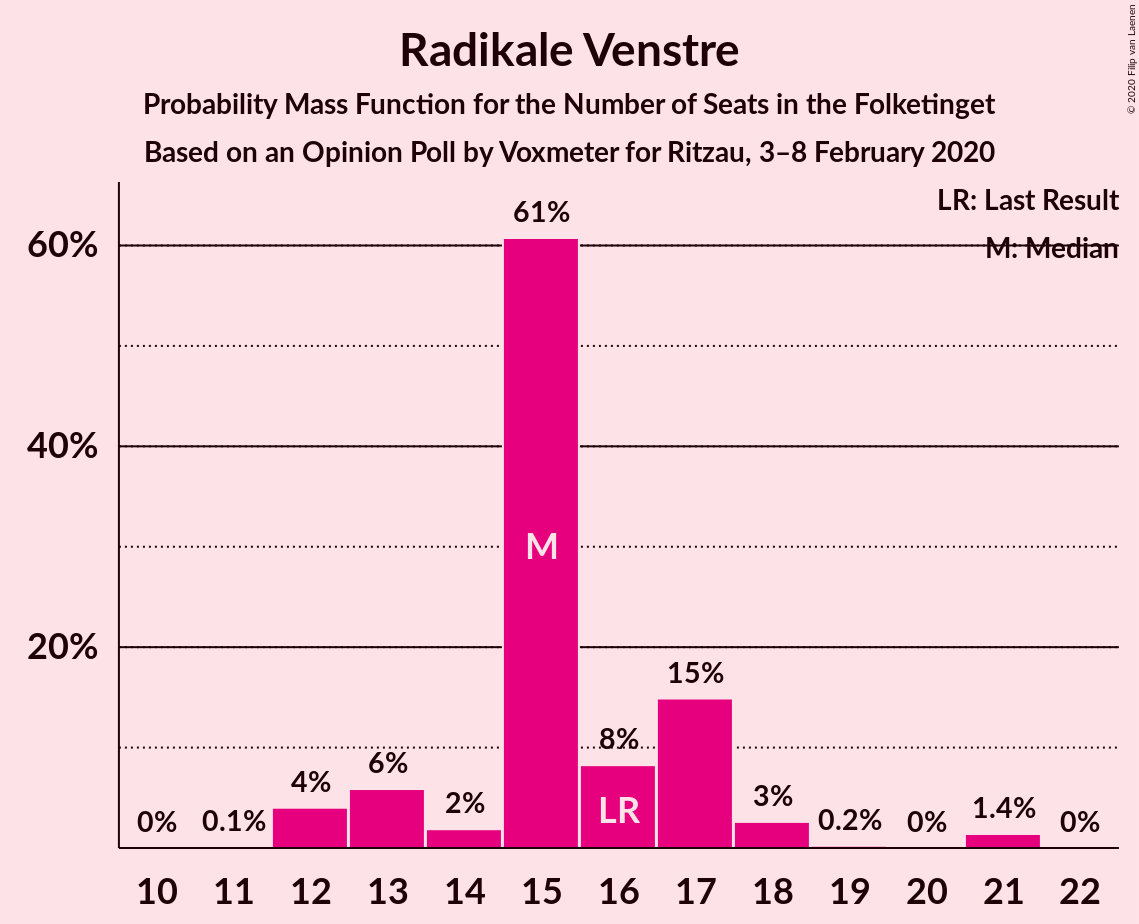 Radikale Venstre
Probability Mass Function for the Number of Seats in the Folketinget
Based on an Opinion Poll by Voxmeter for Ritzau, 3–8 February 2020
© 2020 Filip van Laenen
LR: Last Result
M: Median
60%
40%
20%
0%
0.1%
4%
6%
2%
61%
M
8%
LR
15%
3%
0.2%
0%
1.4%
0%
10 11 12 13 14 15 16 17 18 19 20 21 22